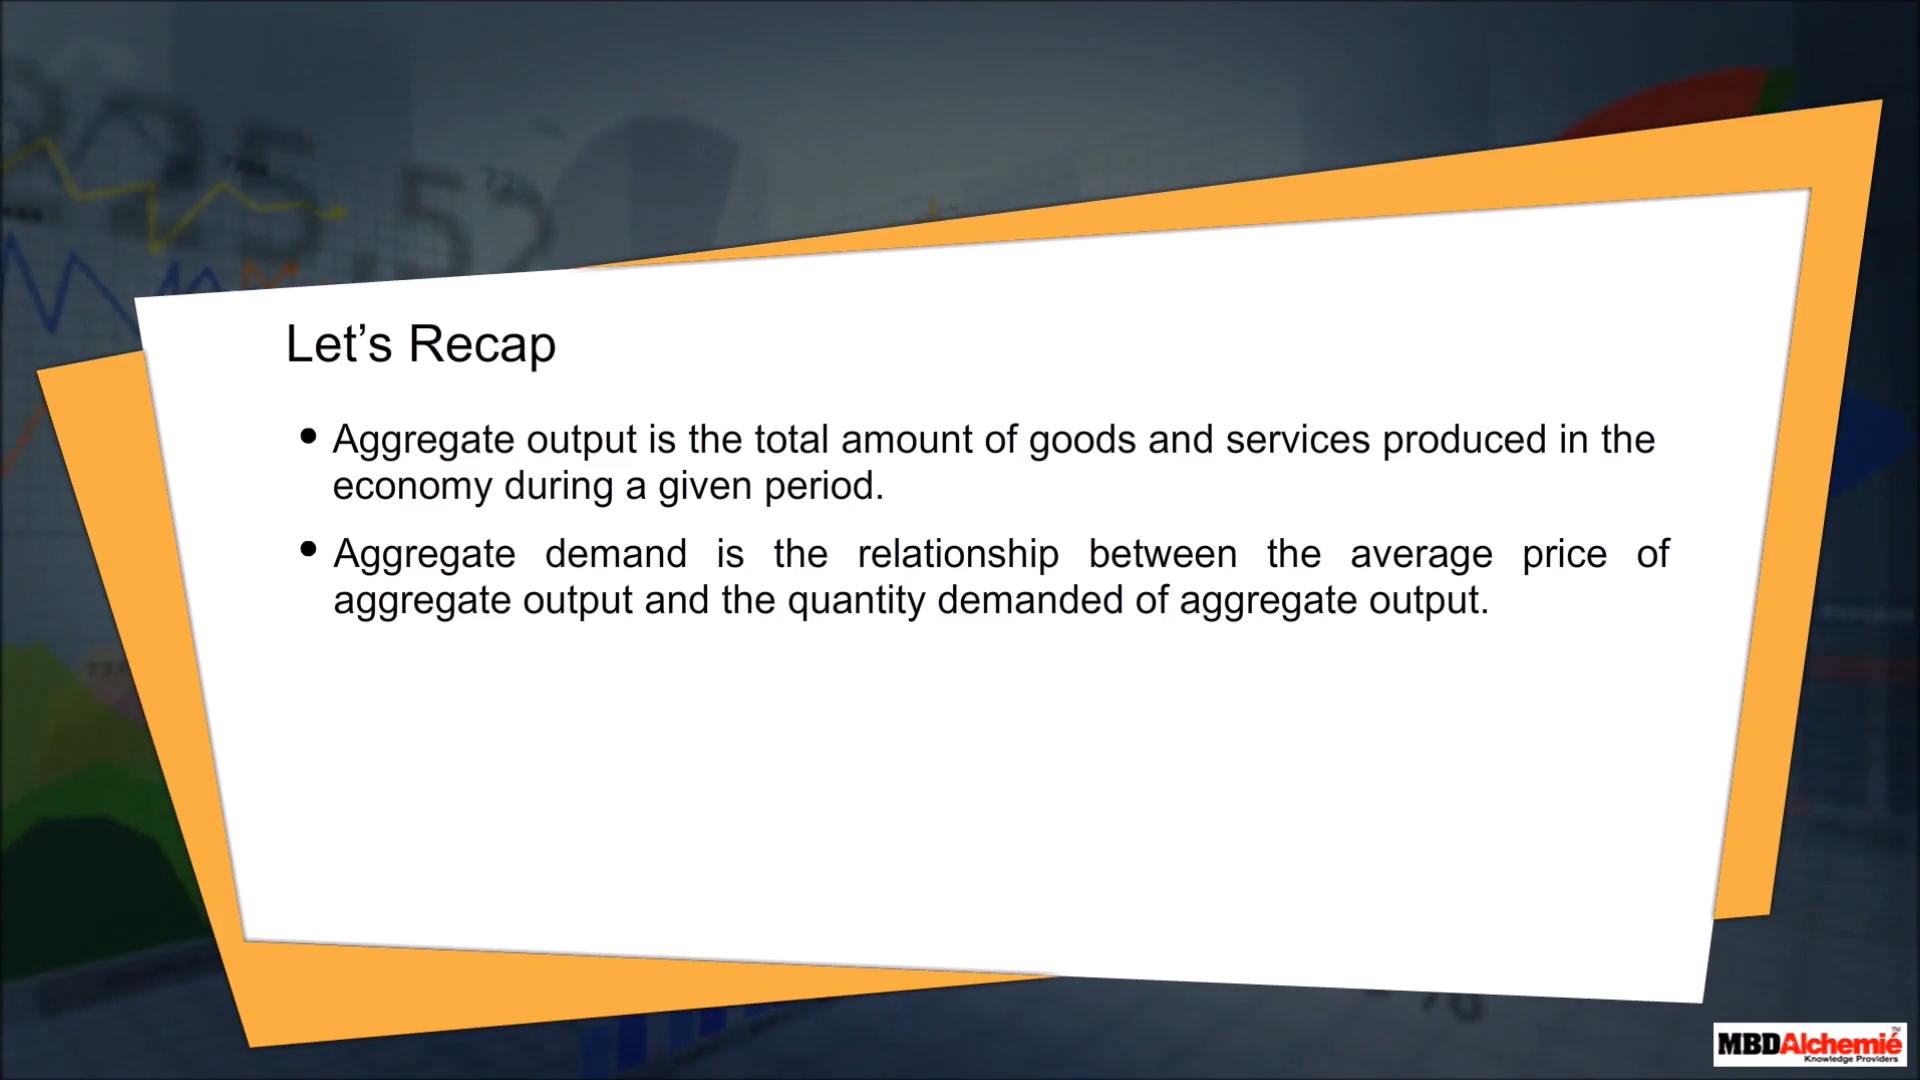 Let’s Recap
• Aggregate output is the total amount of goods and services produced in the
economy during a given period.
• Aggregate demand is the relationship between the average price of
aggregate output and the quantity demanded of aggregate output.
MBDAlchemié™
Knowledge Providers